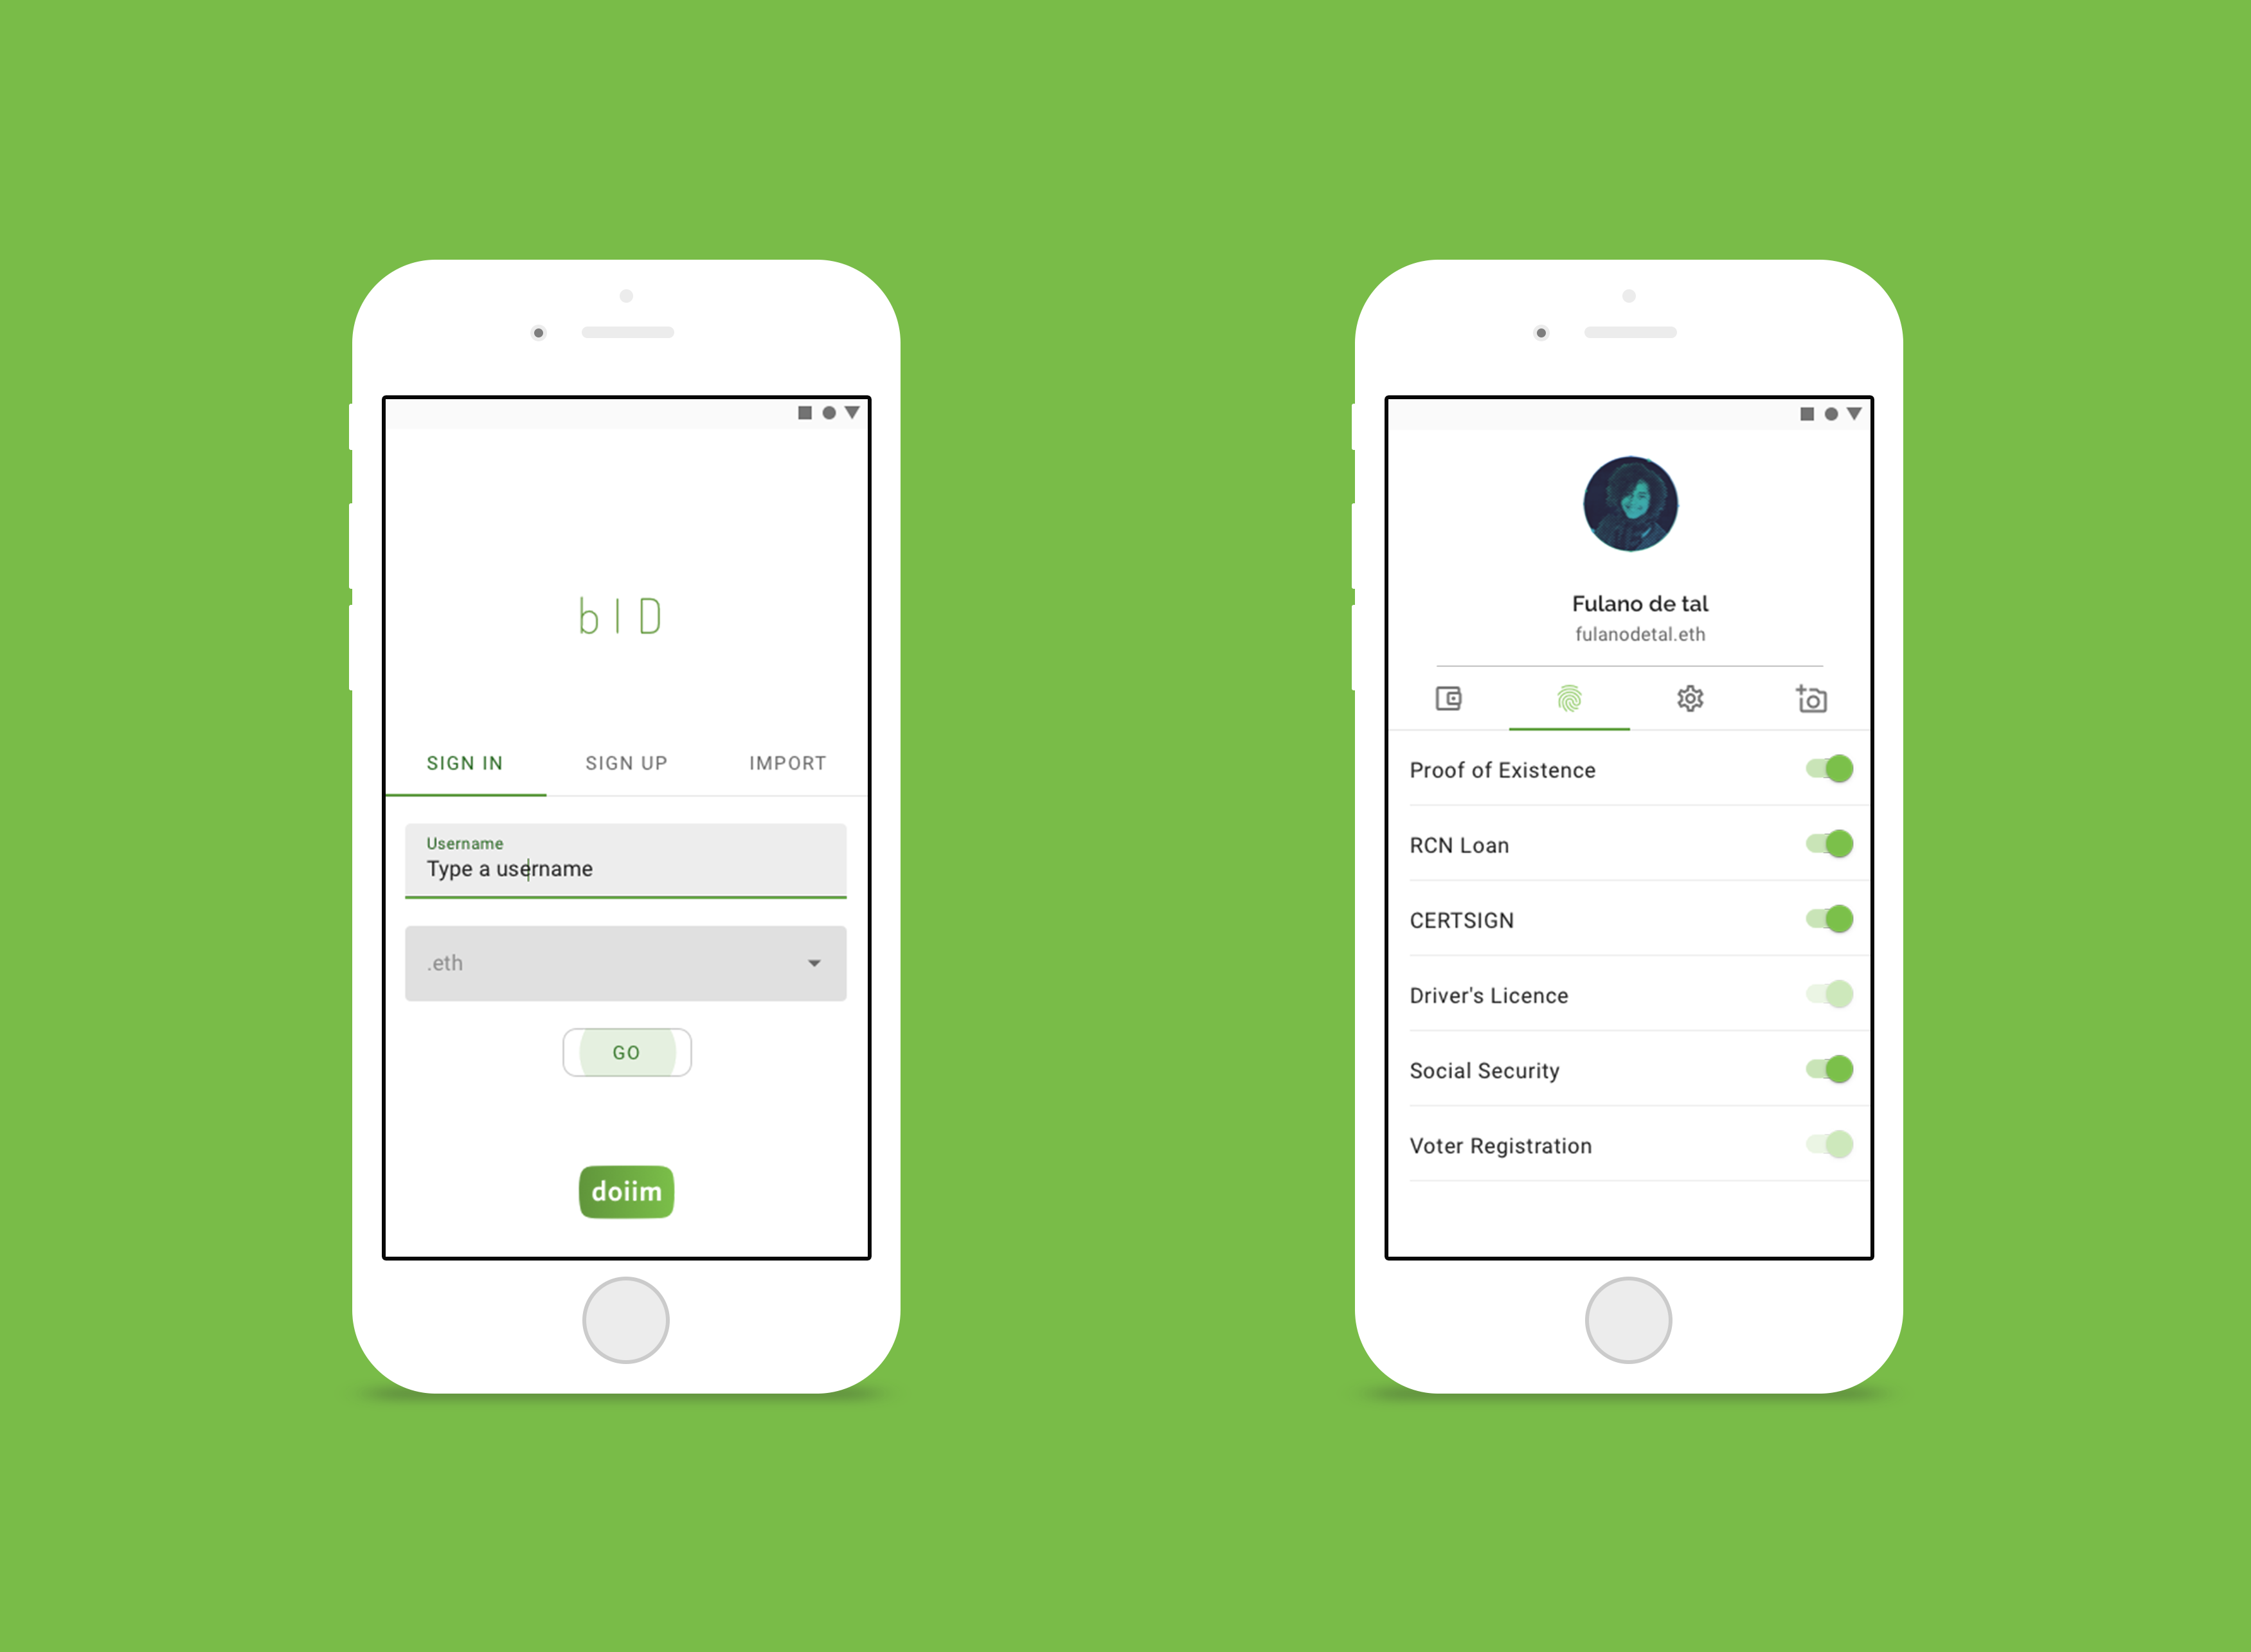 bID
SIGN IN SIGN UP IMPORT
Username
Type a username
.eth
GO
doiim
Fulano de tal
fulanodetal.eth
Proof of Existence
RCN Loan
CERTSIGN
Driver's Licence
Social Security
Voter Registration